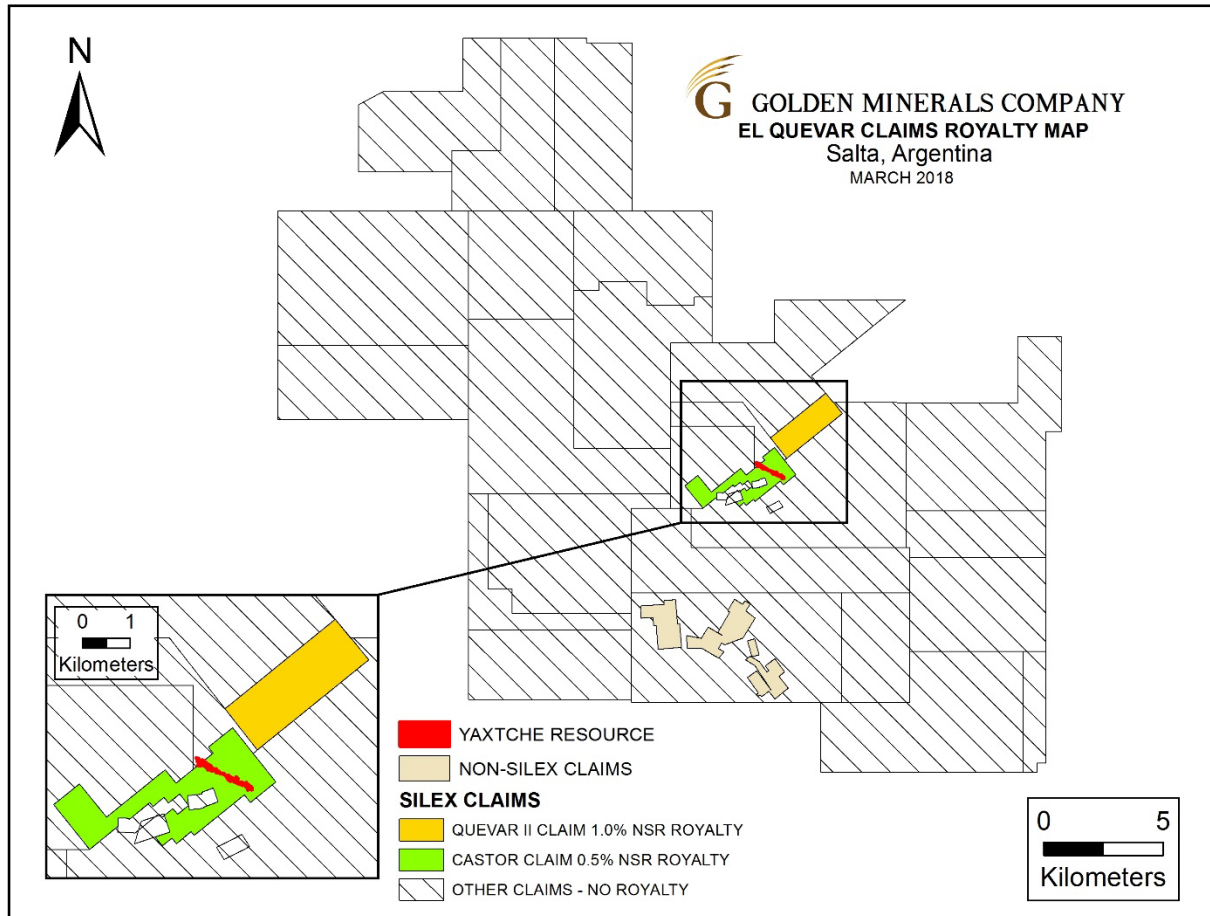 N
G GOLDEN MINERALS COMPANY
EL QUEVAR CLAIMS ROYALTY MAP
Salta, Argentina
MARCH 2018
0 1
Kilometers
YAXTCHE RESOURCE
NON-SILEX CLAIMS
SILEX CLAIMS
QUEVAR II CLAIM 1.0% NSR ROYALTY
CASTOR CLAIM 0.5% NSR ROYALTY
OTHER CLAIMS - NO ROYALTY
0 5
Kilometers